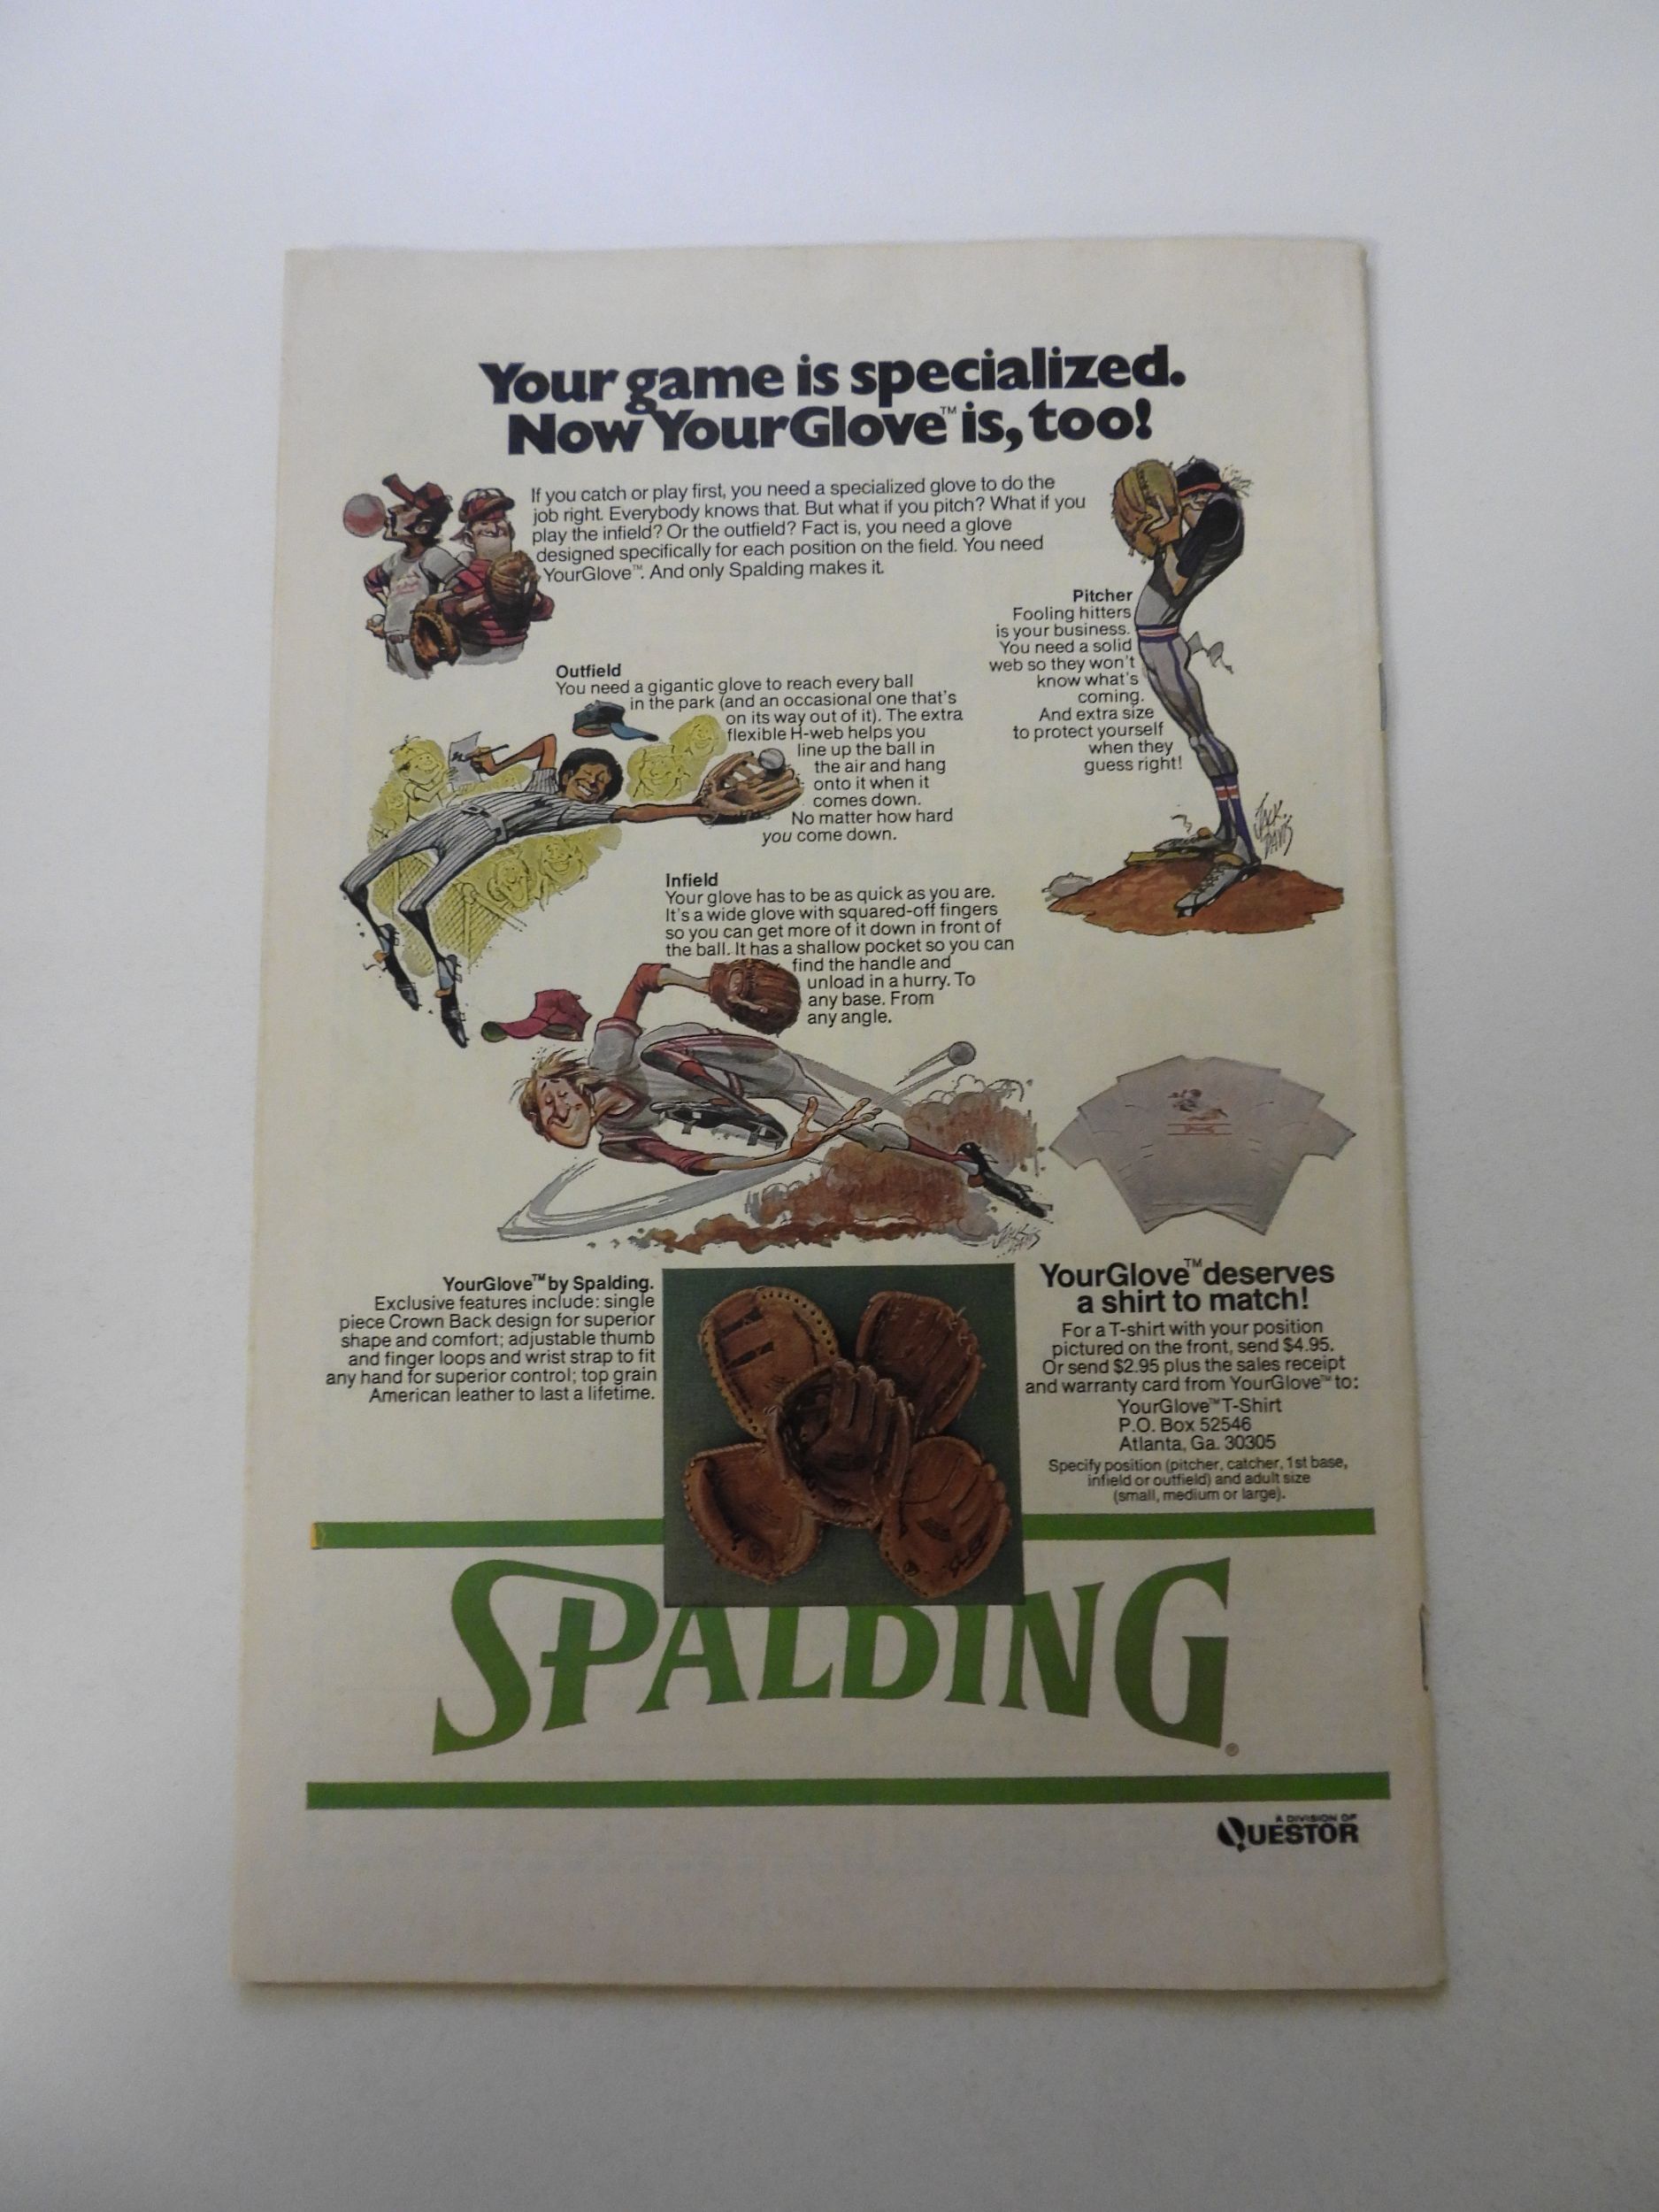 Your game is specialized.
Now YourGlove™ is, too!
If you catch or play first, you need a specialized glove to do the
job right. Everybody knows that. But what if you pitch? What if you
play the infield? Or the outfield? Fact is, you need a glove
designed specifically for each position on the field. You need
YourGlove™. And only Spalding makes it.
Pitcher
Fooling hitters
is your business.
You need a solid
web so they won't
know what's
coming.
And extra size
to protect yourself
when they
guess right!
JACK
DAVIS
Outfield
You need a gigantic glove to reach every ball
in the park (and an occasional one that's
on its way out of it). The extra
flexible H-web helps you
line up the ball in
the air and hang
onto it when it
comes down.
No matter how hard
you come down.
Infield
Your glove has to be as quick as you are.
It's a wide glove with squared-off fingers
so you can get more of it down in front of
the ball. It has a shallow pocket so you can
find the handle and
unload in a hurry. To
any base. From
any angle.
JACK
DAVIS
SPALDING
YourGlove™ by Spalding.
Exclusive features include: single
piece Crown Back design for superior
shape and comfort; adjustable thumb
and finger loops and wrist strap to fit
any hand for superior control; top grain
American leather to last a lifetime.
YourGlove™ deserves
a shirt to match!
For a T-shirt with your position
pictured on the front, send $4.95.
Or send $2.95 plus the sales receipt
and warranty card from YourGlove™ to:
YourGlove™ T-Shirt
P.O. Box 52546
Atlanta, Ga. 30305
Specify position (pitcher, catcher, 1st base,
infield or outfield) and adult size
(small, medium or large).
SPALDING®
A DIVISION OF
QUESTOR